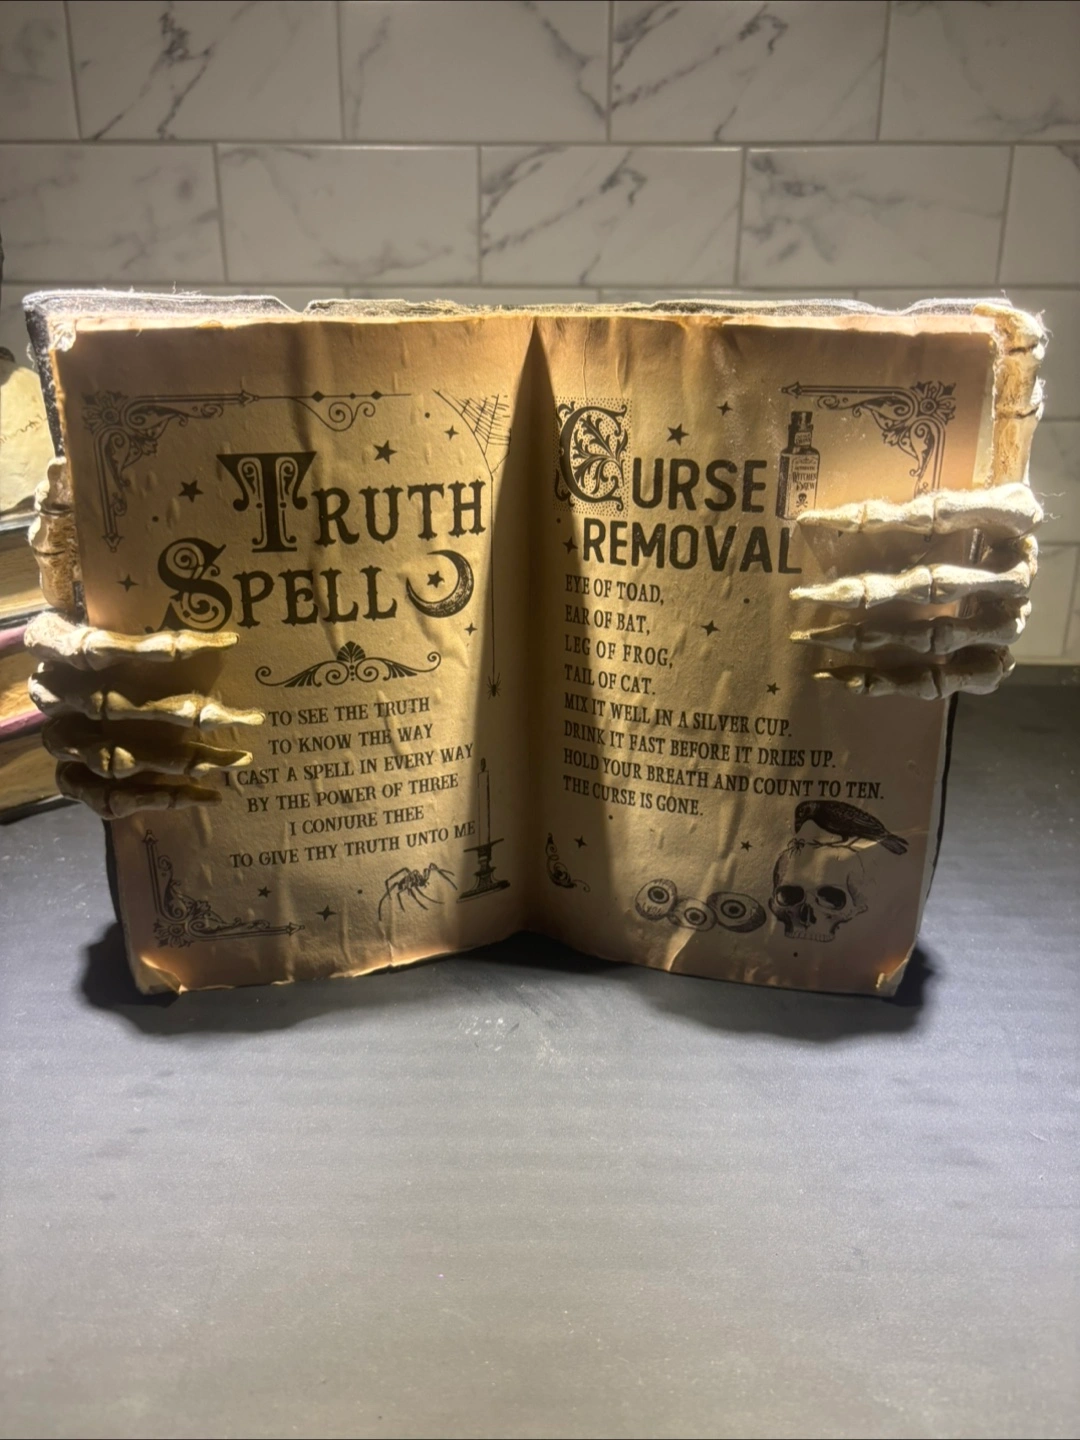 TRUTH
SPELL
TO SEE THE TRUTH
TO KNOW THE WAY
I CAST A SPELL IN EVERY WAY
BY THE POWER OF THREE
I CONJURE THEE
TO GIVE THY TRUTH UNTO ME
CURSE
REMOVAL
EYE OF TOAD,
EAR OF BAT,
LEG OF FROG,
TAIL OF CAT.
MIX IT WELL IN A SILVER CUP.
DRINK IT FAST BEFORE IT DRIES UP.
HOLD YOUR BREATH AND COUNT TO TEN.
THE CURSE IS GONE.
WITCHES
BREW